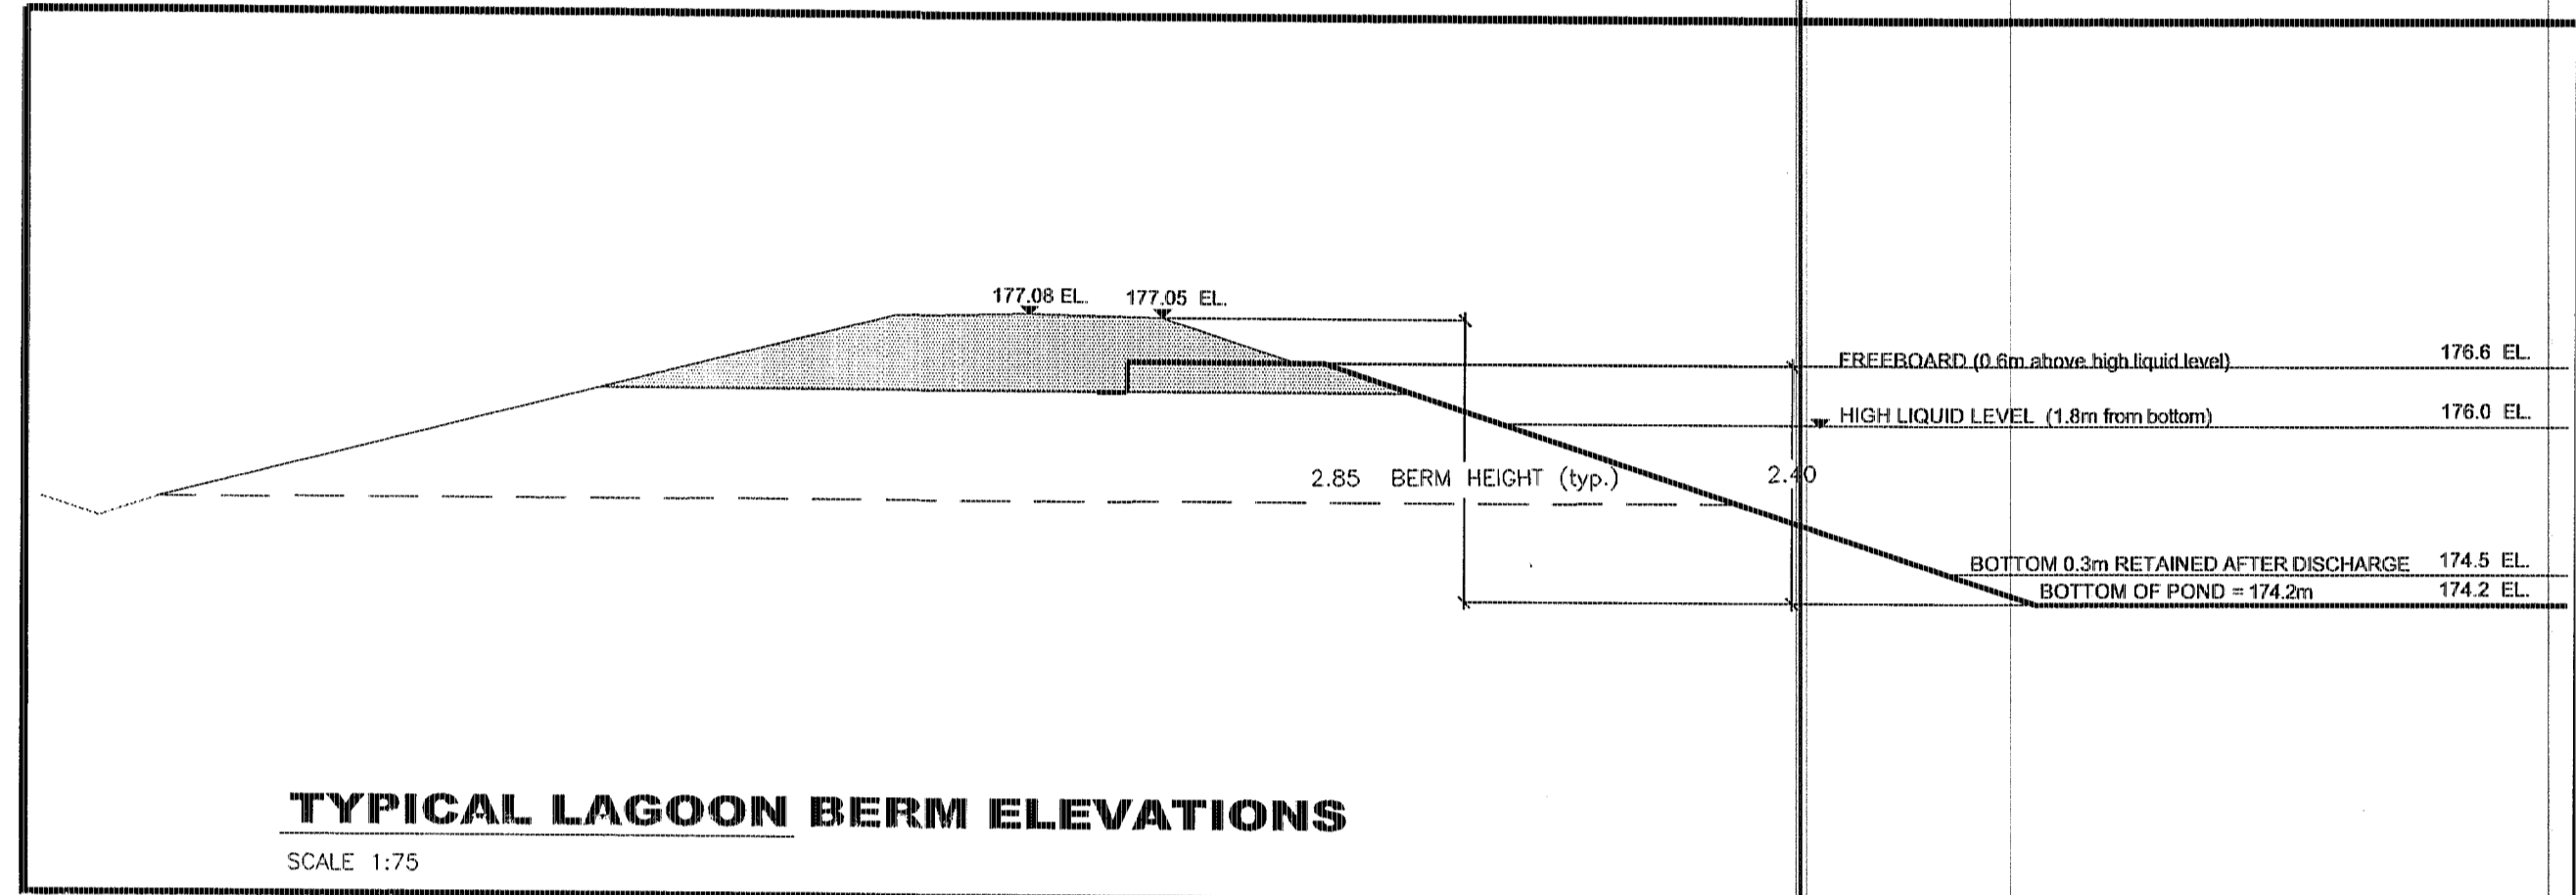 177.08 EL. 177.05 EL.
FREEBOARD (0.6m above high liquid level) 176.6 EL.
HIGH LIQUID LEVEL (1.8m from bottom) 176.0 EL.
2.85 BERM HEIGHT (typ.) 2.40
BOTTOM 0.3m RETAINED AFTER DISCHARGE 174.5 EL.
BOTTOM OF POND = 174.2m 174.2 EL.
TYPICAL LAGOON BERM ELEVATIONS
SCALE 1:75